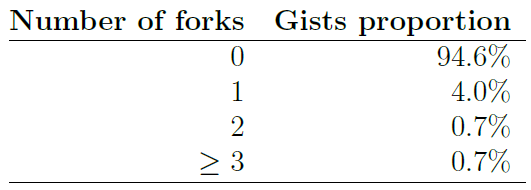 Number of forks Gists proportion
0 94.6%
1 4.0%
2 0.7%
≥ 3 0.7%